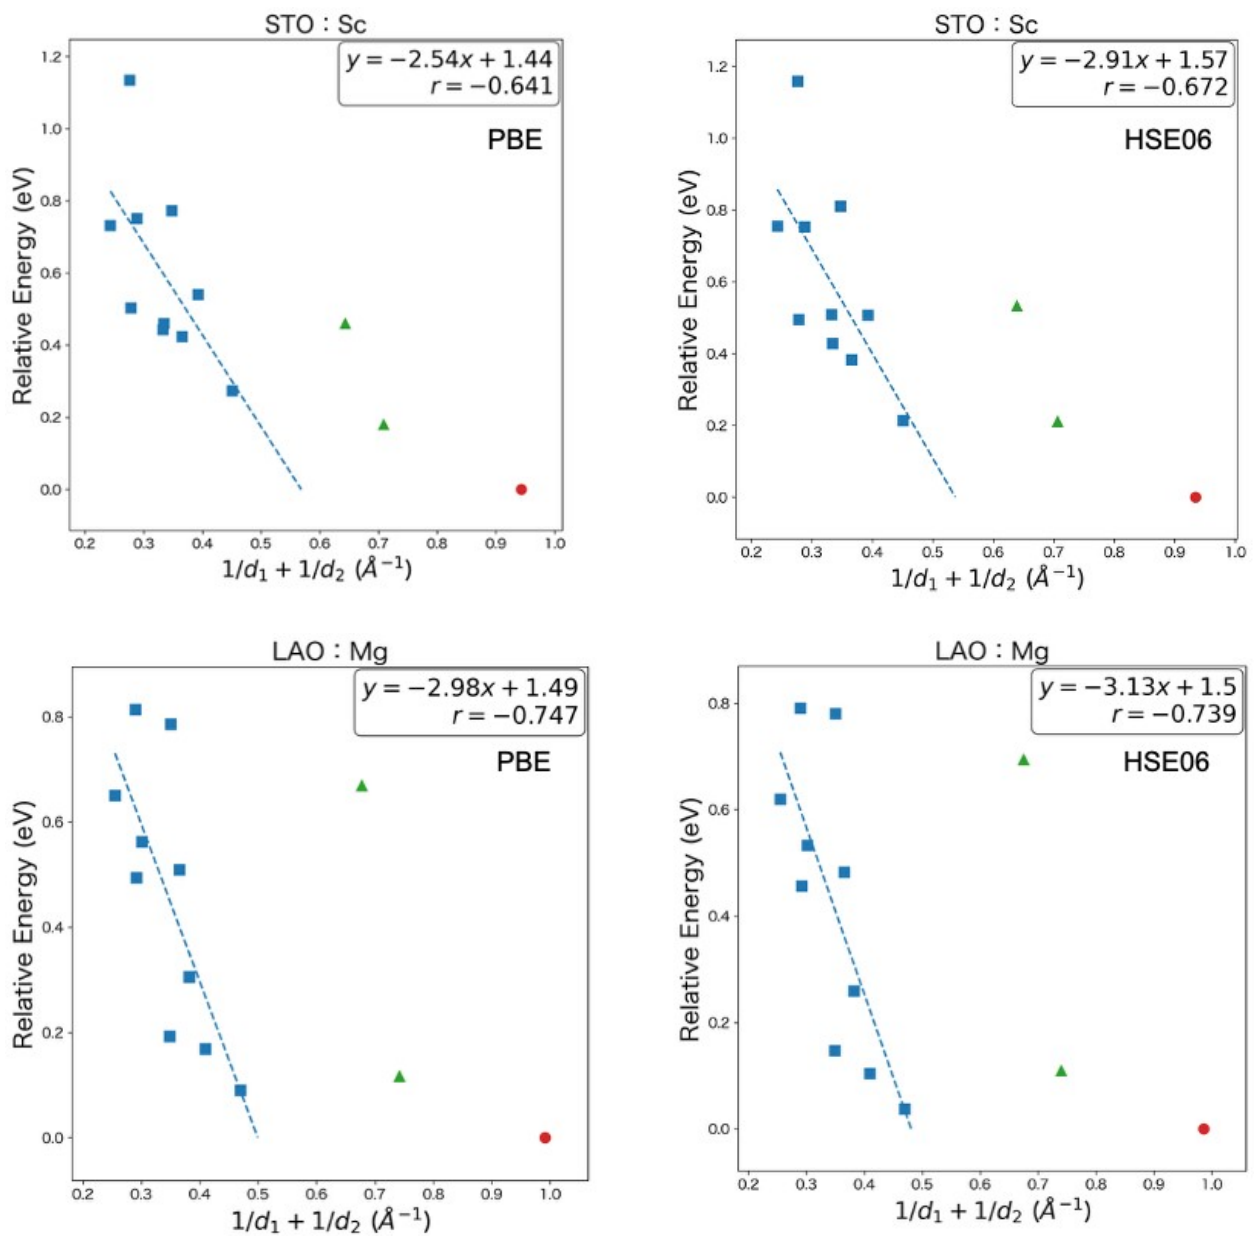 STO : Sc
y = −2.54x + 1.44
r = −0.641
PBE
Relative Energy (eV)
1.2
1.0
0.8
0.6
0.4
0.2
0.0
0.2 0.3 0.4 0.5 0.6 0.7 0.8 0.9 1.0
1/d₁ + 1/d₂ (Å⁻¹)
STO : Sc
y = −2.91x + 1.57
r = −0.672
HSE06
Relative Energy (eV)
1.2
1.0
0.8
0.6
0.4
0.2
0.0
0.2 0.3 0.4 0.5 0.6 0.7 0.8 0.9 1.0
1/d₁ + 1/d₂ (Å⁻¹)
LAO : Mg
y = −2.98x + 1.49
r = −0.747
PBE
Relative Energy (eV)
0.8
0.6
0.4
0.2
0.0
0.2 0.3 0.4 0.5 0.6 0.7 0.8 0.9 1.0
1/d₁ + 1/d₂ (Å⁻¹)
LAO : Mg
y = −3.13x + 1.5
r = −0.739
HSE06
Relative Energy (eV)
0.8
0.6
0.4
0.2
0.0
0.2 0.3 0.4 0.5 0.6 0.7 0.8 0.9 1.0
1/d₁ + 1/d₂ (Å⁻¹)